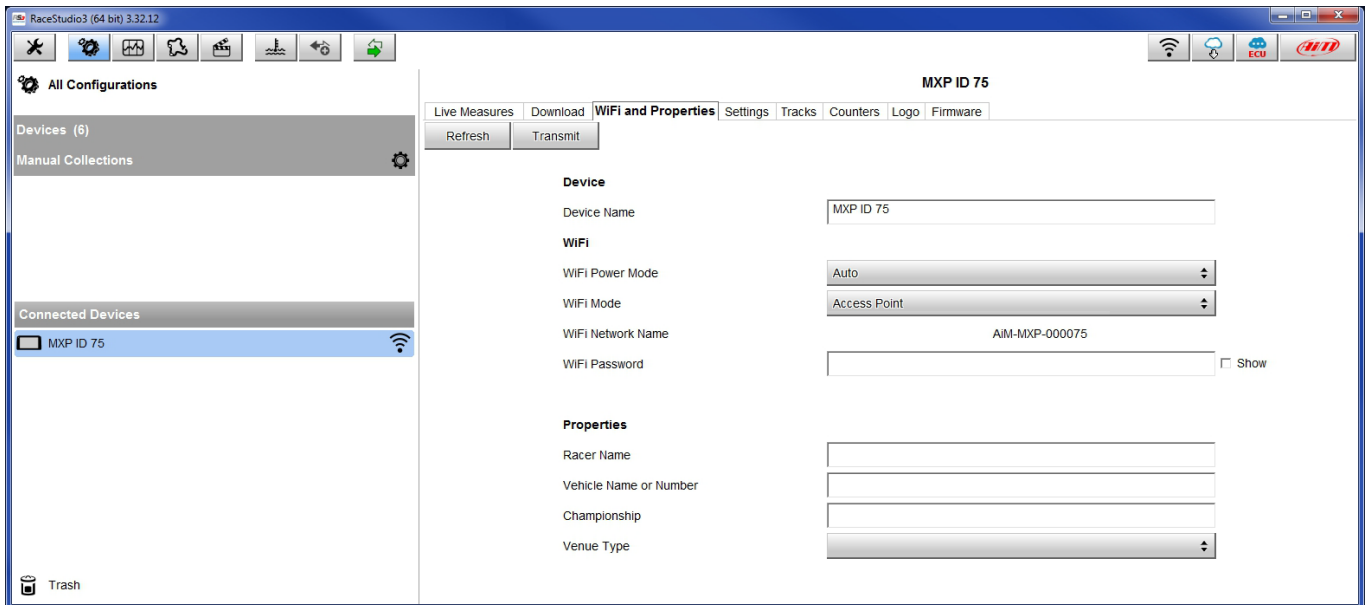 RaceStudio3 (64 bit) 3.32.12
ECU
AiM
All Configurations
MXP ID 75
Live Measures Download WiFi and Properties Settings Tracks Counters Logo Firmware
Devices (6)
Refresh Transmit
Manual Collections
Device
Device Name MXP ID 75
WiFi
WiFi Power Mode Auto
WiFi Mode Access Point
Connected Devices
WiFi Network Name AiM-MXP-000075
MXP ID 75
WiFi Password Show
Properties
Racer Name
Vehicle Name or Number
Championship
Venue Type
Trash